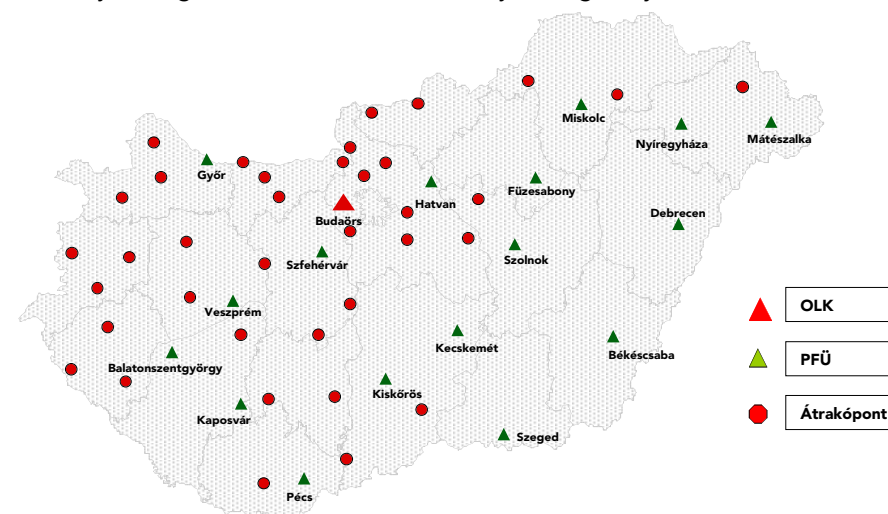 Miskolc
Nyíregyháza
Mátészalka
Győr
Füzesabony
Hatvan
Debrecen
Budaörs
Szolnok
Szfehérvár
Veszprém
OLK
Kecskemét
Békéscsaba
PFÜ
Balatonszentgyörgy
Kiskőrös
Kaposvár
Átrakópont
Szeged
Pécs